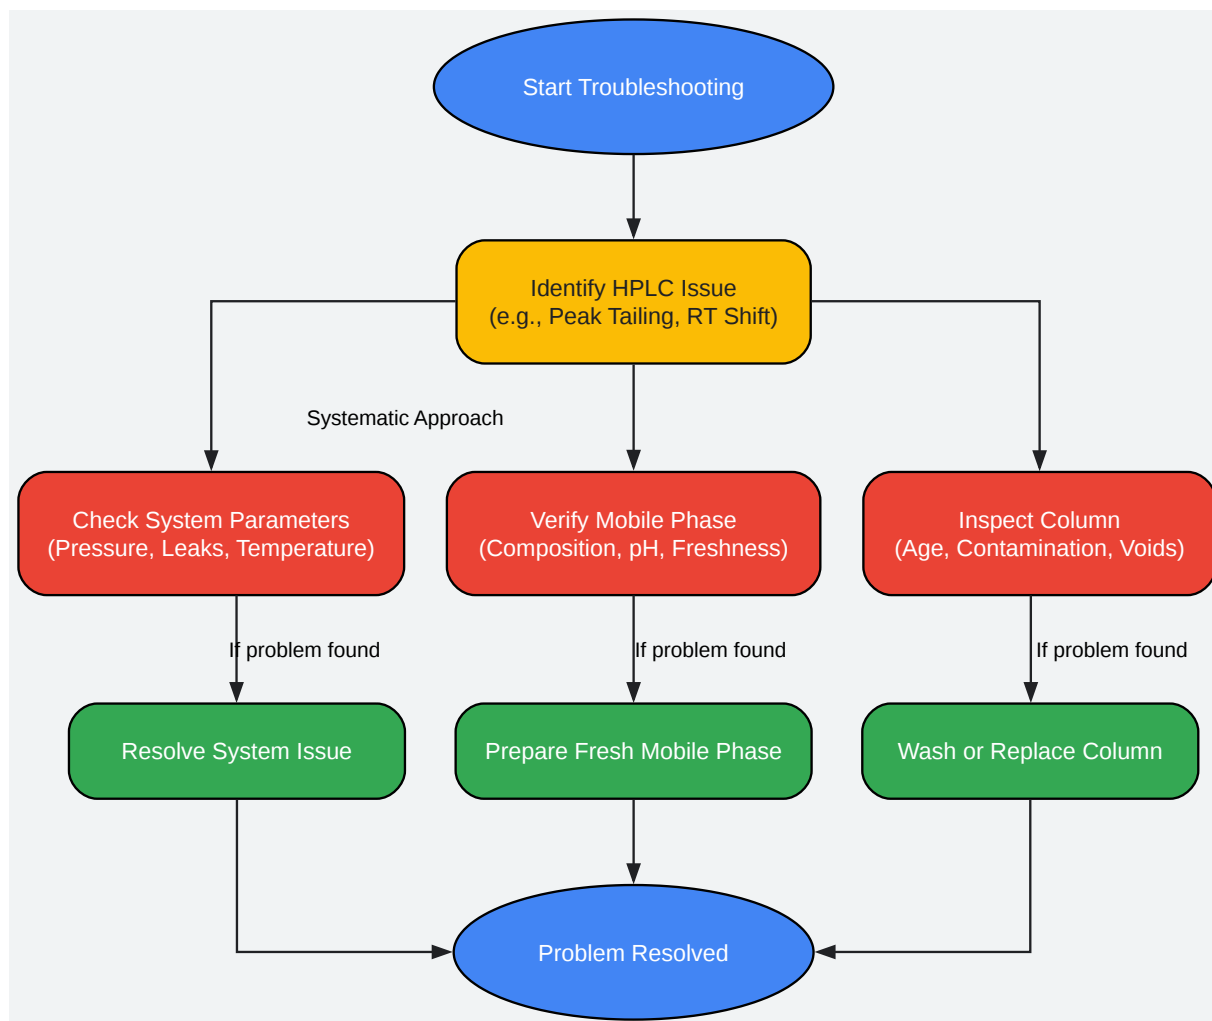 Start Troubleshooting
Identify HPLC Issue
(e.g., Peak Tailing, RT Shift)
Systematic Approach
Check System Parameters
(Pressure, Leaks, Temperature)
Verify Mobile Phase
(Composition, pH, Freshness)
Inspect Column
(Age, Contamination, Voids)
If problem found
If problem found
If problem found
Resolve System Issue
Prepare Fresh Mobile Phase
Wash or Replace Column
Problem Resolved